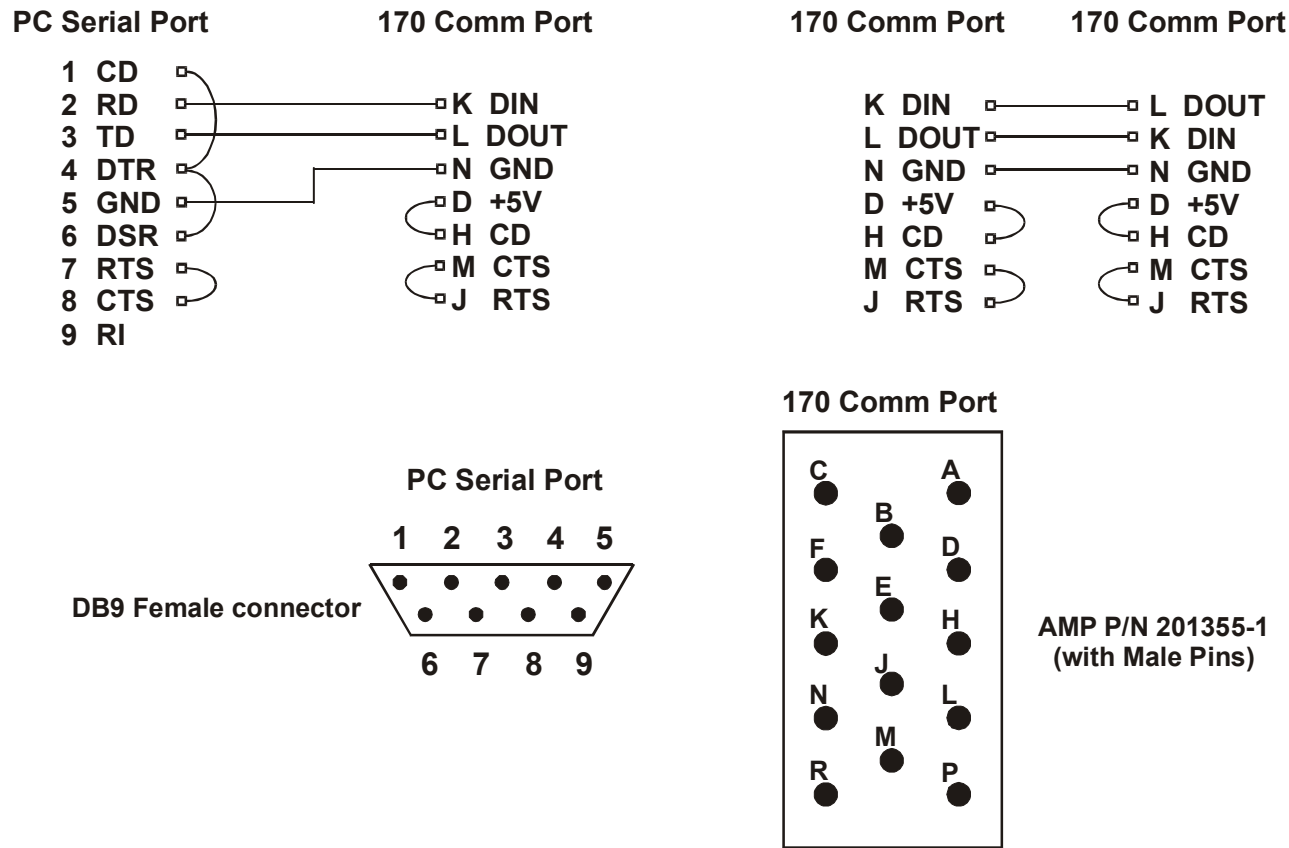 PC Serial Port 170 Comm Port
1 CD
2 RD K DIN
3 TD L DOUT
4 DTR N GND
5 GND D +5V
6 DSR H CD
7 RTS M CTS
8 CTS J RTS
9 RI
170 Comm Port 170 Comm Port
K DIN L DOUT
L DOUT K DIN
N GND N GND
D +5V D +5V
H CD H CD
M CTS M CTS
J RTS J RTS
PC Serial Port
1 2 3 4 5
DB9 Female connector
6 7 8 9
170 Comm Port
C A
B
F D
E
K H
J
N L
M
R P
AMP P/N 201355-1
(with Male Pins)